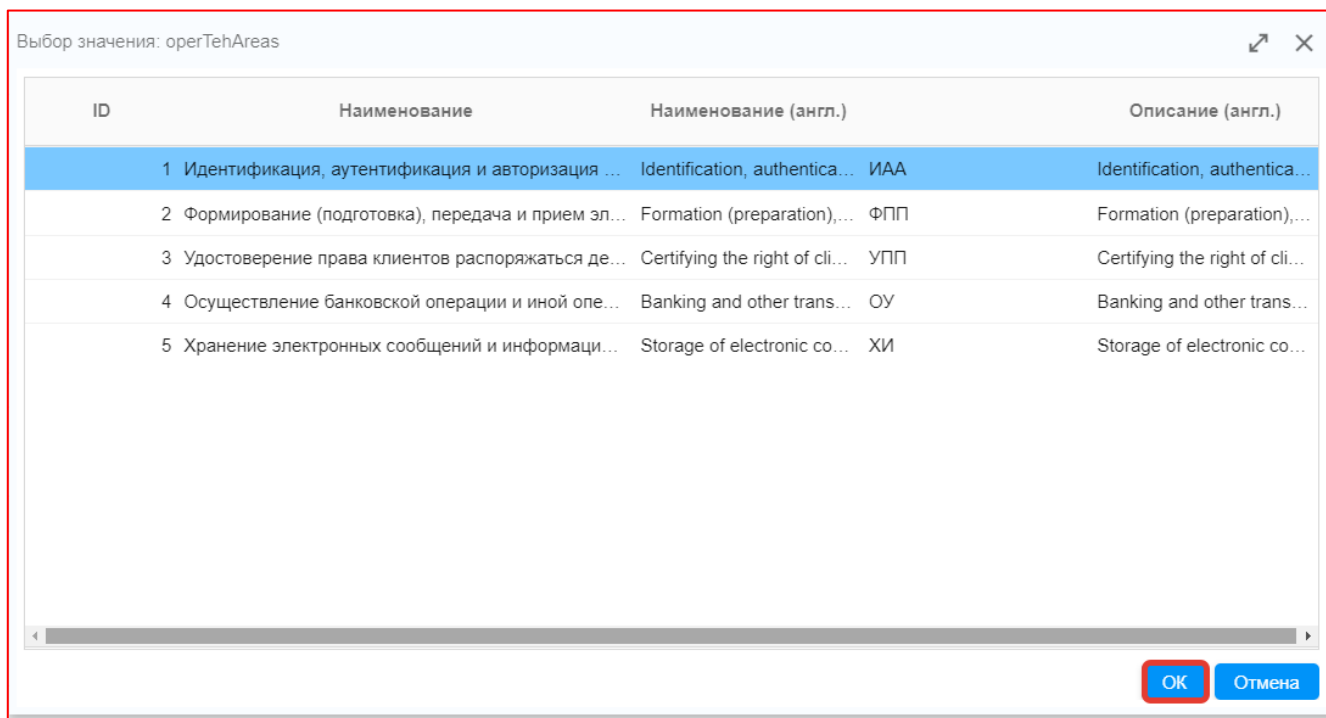 Выбор значения: operTehAreas
ID Наименование Наименование (англ.) Описание (англ.)
1 Идентификация, аутентификация и авторизация ... Identification, authentica... ИАА Identification, authentica...
2 Формирование (подготовка), передача и прием эл... Formation (preparation),... ФПП Formation (preparation),...
3 Удостоверение права клиентов распоряжаться де... Certifying the right of cli... УПП Certifying the right of cli...
4 Осуществление банковской операции и иной опе... Banking and other trans... ОУ Banking and other trans...
5 Хранение электронных сообщений и информаци... Storage of electronic co... ХИ Storage of electronic co...
ОК Отмена